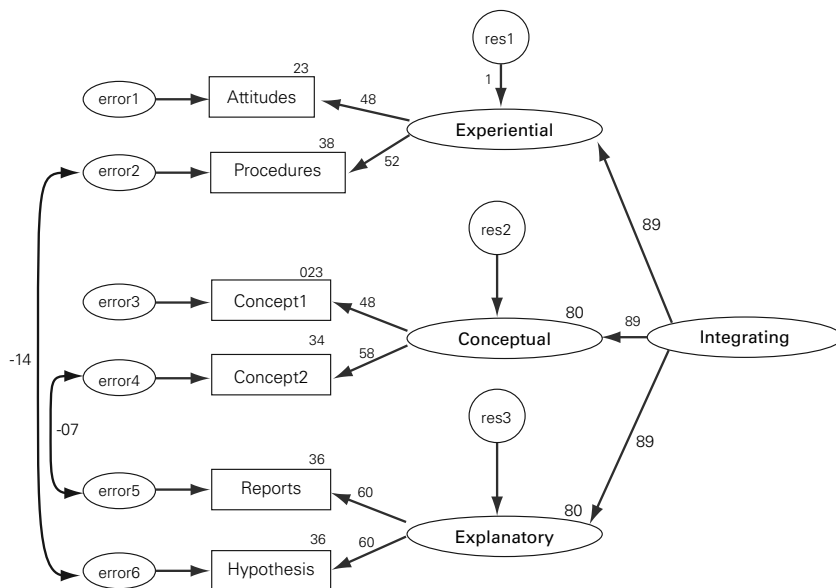 res1
23
1
error1
Attitudes
48
Experiential
38
52
error2
Procedures
89
res2
023
error3
Concept1
48
80
89
Conceptual
Integrating
34
58
-14
error4
Concept2
res3
-07
89
36
error5
Reports
60
80
Explanatory
36
60
error6
Hypothesis